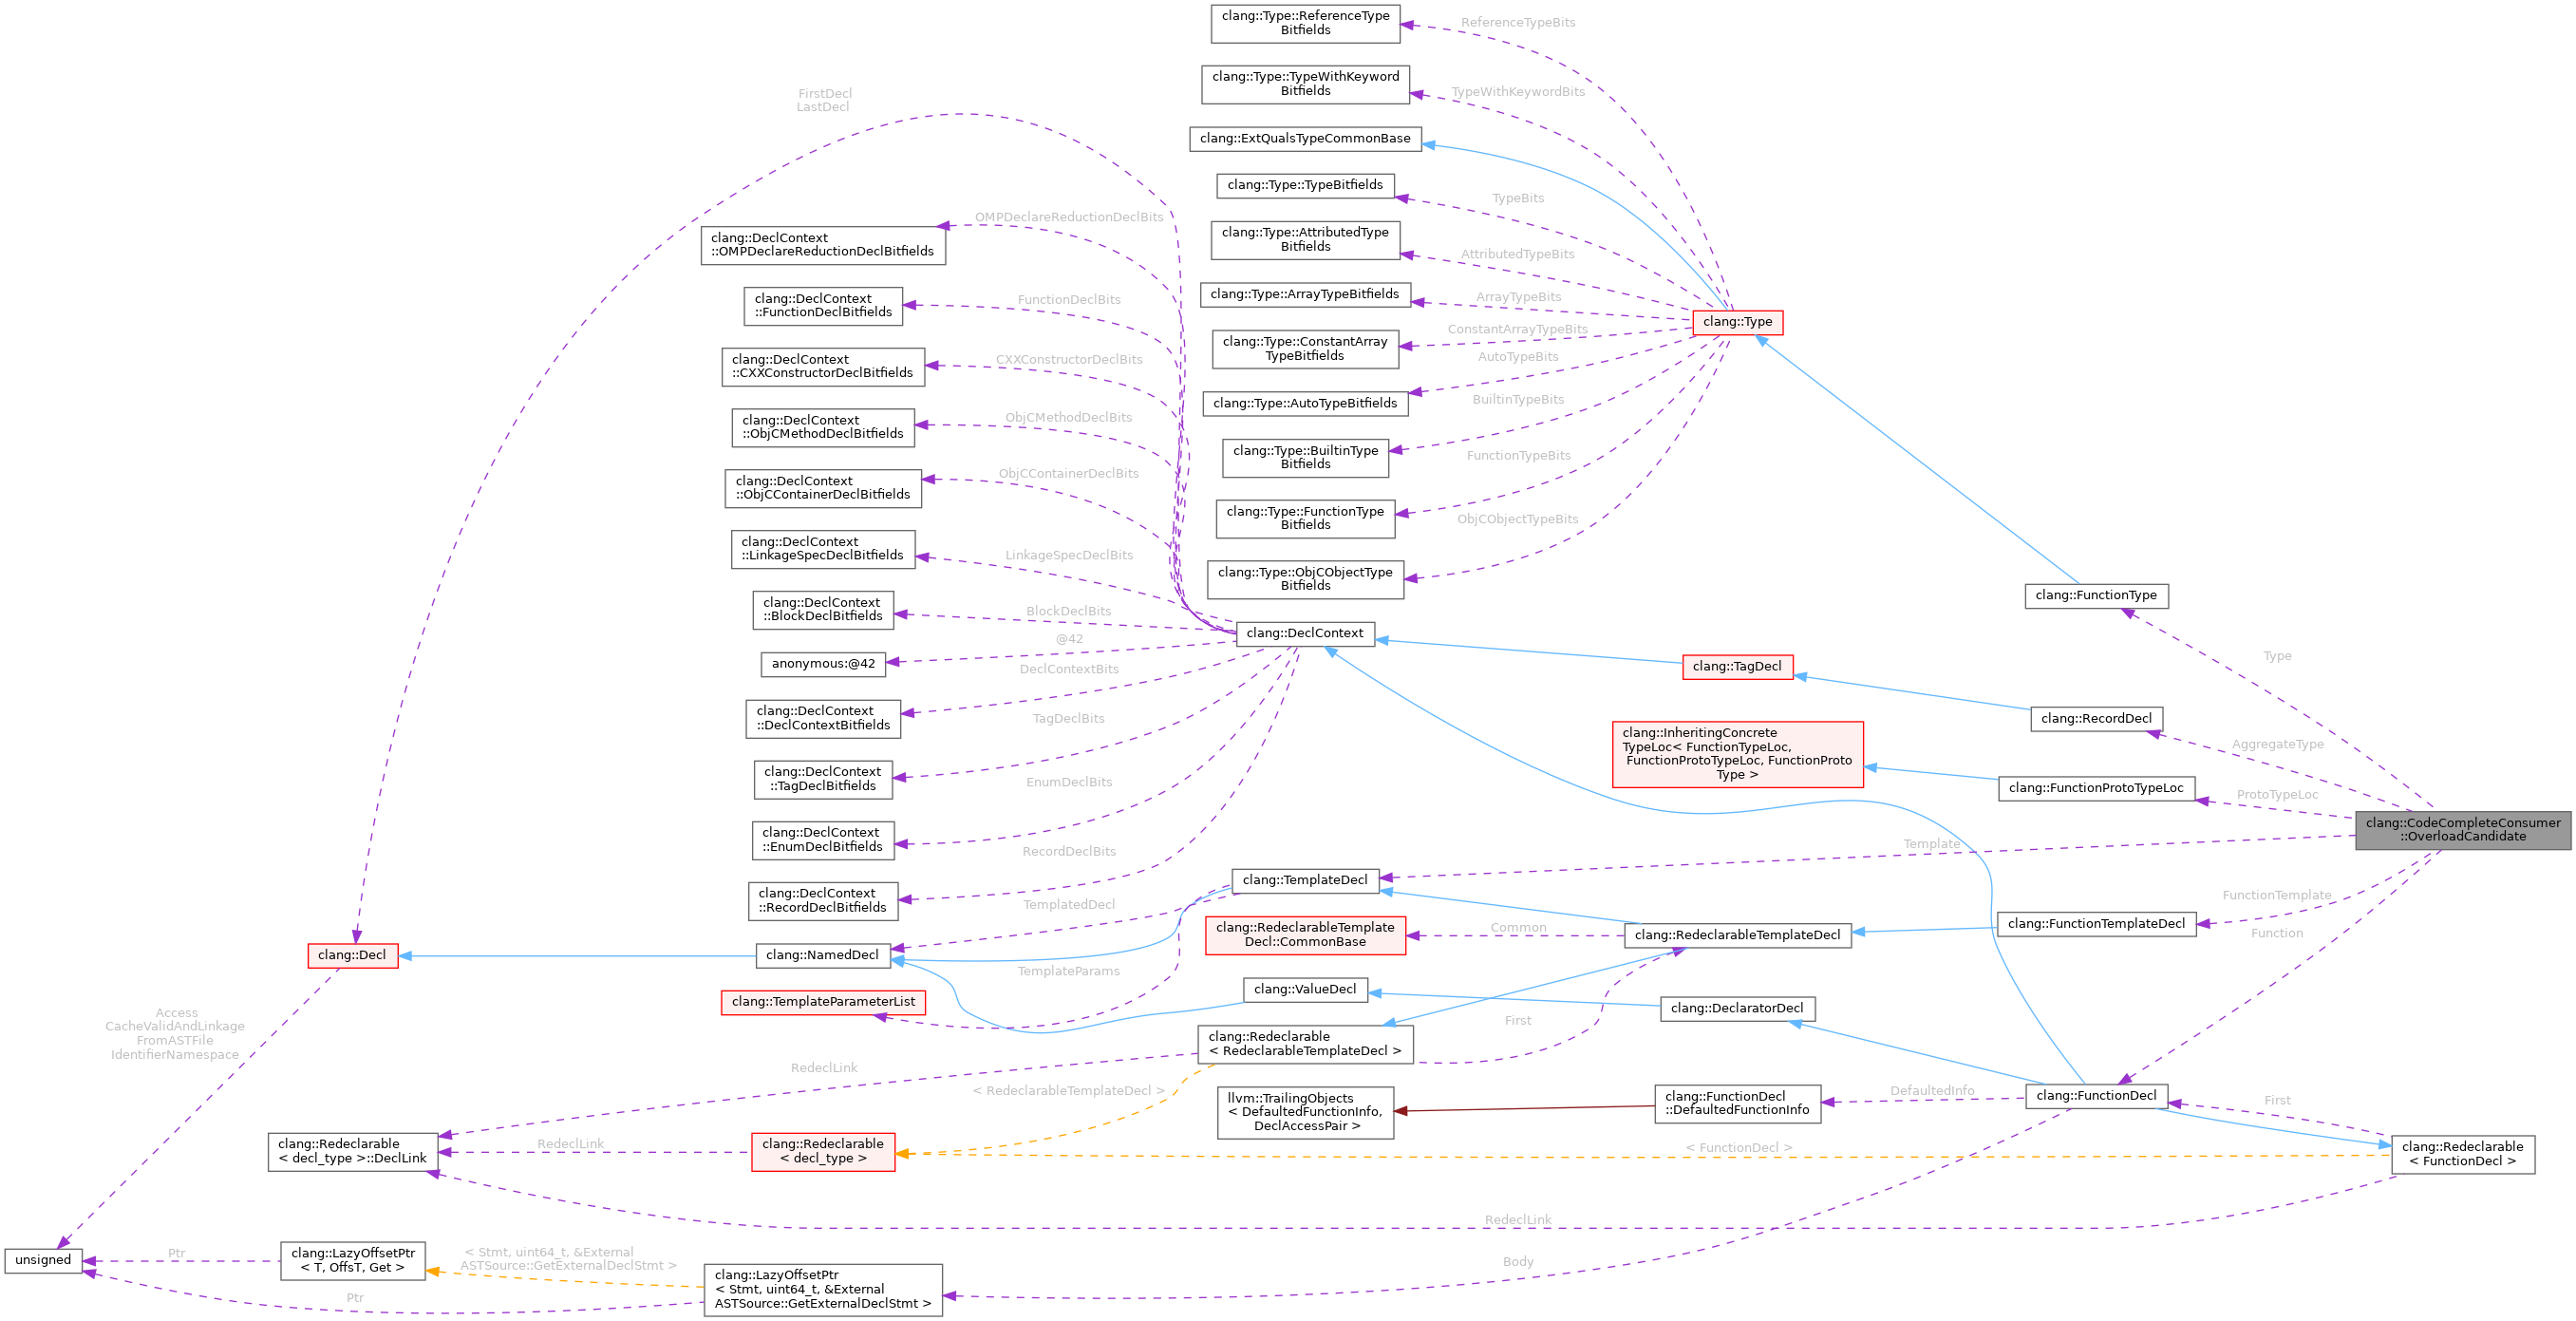 clang::Type::ReferenceType
Bitfields
ReferenceTypeBits
clang::Type::TypeWithKeyword
Bitfields
TypeWithKeywordBits
FirstDecl
LastDecl
clang::ExtQualsTypeCommonBase
clang::Type::TypeBitfields
TypeBits
OMPDeclareReductionDeclBits
clang::DeclContext
::OMPDeclareReductionDeclBitfields
clang::Type::AttributedType
Bitfields
AttributedTypeBits
clang::Type::ArrayTypeBitfields
ArrayTypeBits
clang::DeclContext
::FunctionDeclBitfields
FunctionDeclBits
clang::Type
clang::Type::ConstantArray
TypeBitfields
ConstantArrayTypeBits
AutoTypeBits
clang::DeclContext
::CXXConstructorDeclBitfields
CXXConstructorDeclBits
clang::Type::AutoTypeBitfields
BuiltinTypeBits
clang::DeclContext
::ObjCMethodDeclBitfields
ObjCMethodDeclBits
clang::Type::BuiltinType
Bitfields
FunctionTypeBits
clang::DeclContext
::ObjCContainerDeclBitfields
ObjCContainerDeclBits
clang::Type::FunctionType
Bitfields
ObjCObjectTypeBits
clang::DeclContext
::LinkageSpecDeclBitfields
LinkageSpecDeclBits
clang::Type::ObjCObjectType
Bitfields
clang::FunctionType
clang::DeclContext
::BlockDeclBitfields
BlockDeclBits
clang::DeclContext
@42
anonymous:@42
Type
clang::TagDecl
DeclContextBits
clang::DeclContext
::DeclContextBitfields
TagDeclBits
clang::RecordDecl
AggregateType
clang::InheritingConcrete
TypeLoc< FunctionTypeLoc,
FunctionProtoTypeLoc, FunctionProto
Type >
clang::DeclContext
::TagDeclBitfields
EnumDeclBits
clang::FunctionProtoTypeLoc
ProtoTypeLoc
clang::CodeCompleteConsumer
::OverloadCandidate
clang::DeclContext
::EnumDeclBitfields
RecordDeclBits
Template
clang::TemplateDecl
clang::DeclContext
::RecordDeclBitfields
TemplatedDecl
FunctionTemplate
clang::RedeclarableTemplate
Decl::CommonBase
Common
clang::RedeclarableTemplateDecl
clang::FunctionTemplateDecl
Function
clang::Decl
clang::NamedDecl
TemplateParams
clang::TemplateParameterList
clang::ValueDecl
clang::DeclaratorDecl
First
Access
CacheValidAndLinkage
FromASTFile
IdentifierNamespace
clang::Redeclarable
< RedeclarableTemplateDecl >
RedeclLink
< RedeclarableTemplateDecl >
llvm::TrailingObjects
< DefaultedFunctionInfo,
DeclAccessPair >
clang::FunctionDecl
::DefaultedFunctionInfo
DefaultedInfo
clang::FunctionDecl
First
clang::Redeclarable
< decl_type >::DeclLink
RedeclLink
clang::Redeclarable
< decl_type >
< FunctionDecl >
clang::Redeclarable
< FunctionDecl >
RedeclLink
unsigned
Ptr
clang::LazyOffsetPtr
< T, OffsT, Get >
< Stmt, uint64_t, &External
ASTSource::GetExternalDeclStmt >
Body
Ptr
clang::LazyOffsetPtr
< Stmt, uint64_t, &External
ASTSource::GetExternalDeclStmt >